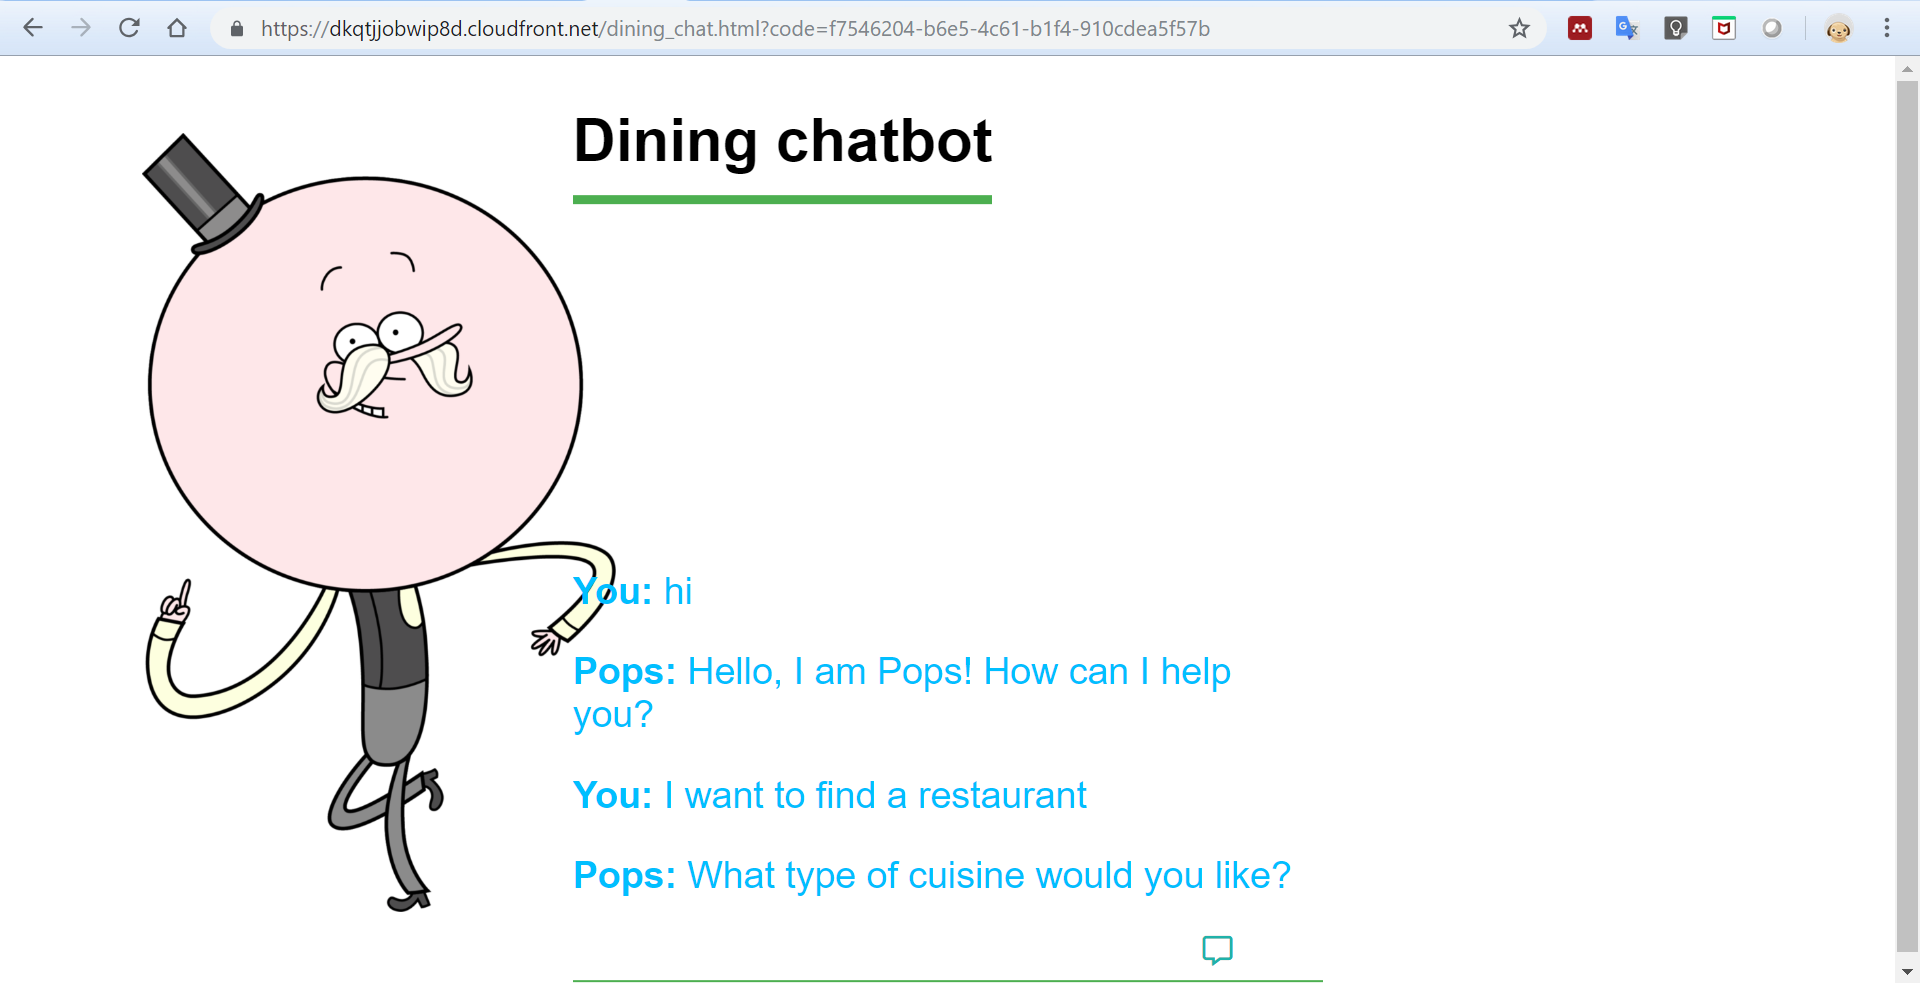 https://dkqtjjobwip8d.cloudfront.net/dining_chat.html?code=f7546204-b6e5-4c61-b1f4-910cdea5f57b
Dining chatbot
You: hi
Pops: Hello, I am Pops! How can I help
you?
You: I want to find a restaurant
Pops: What type of cuisine would you like?